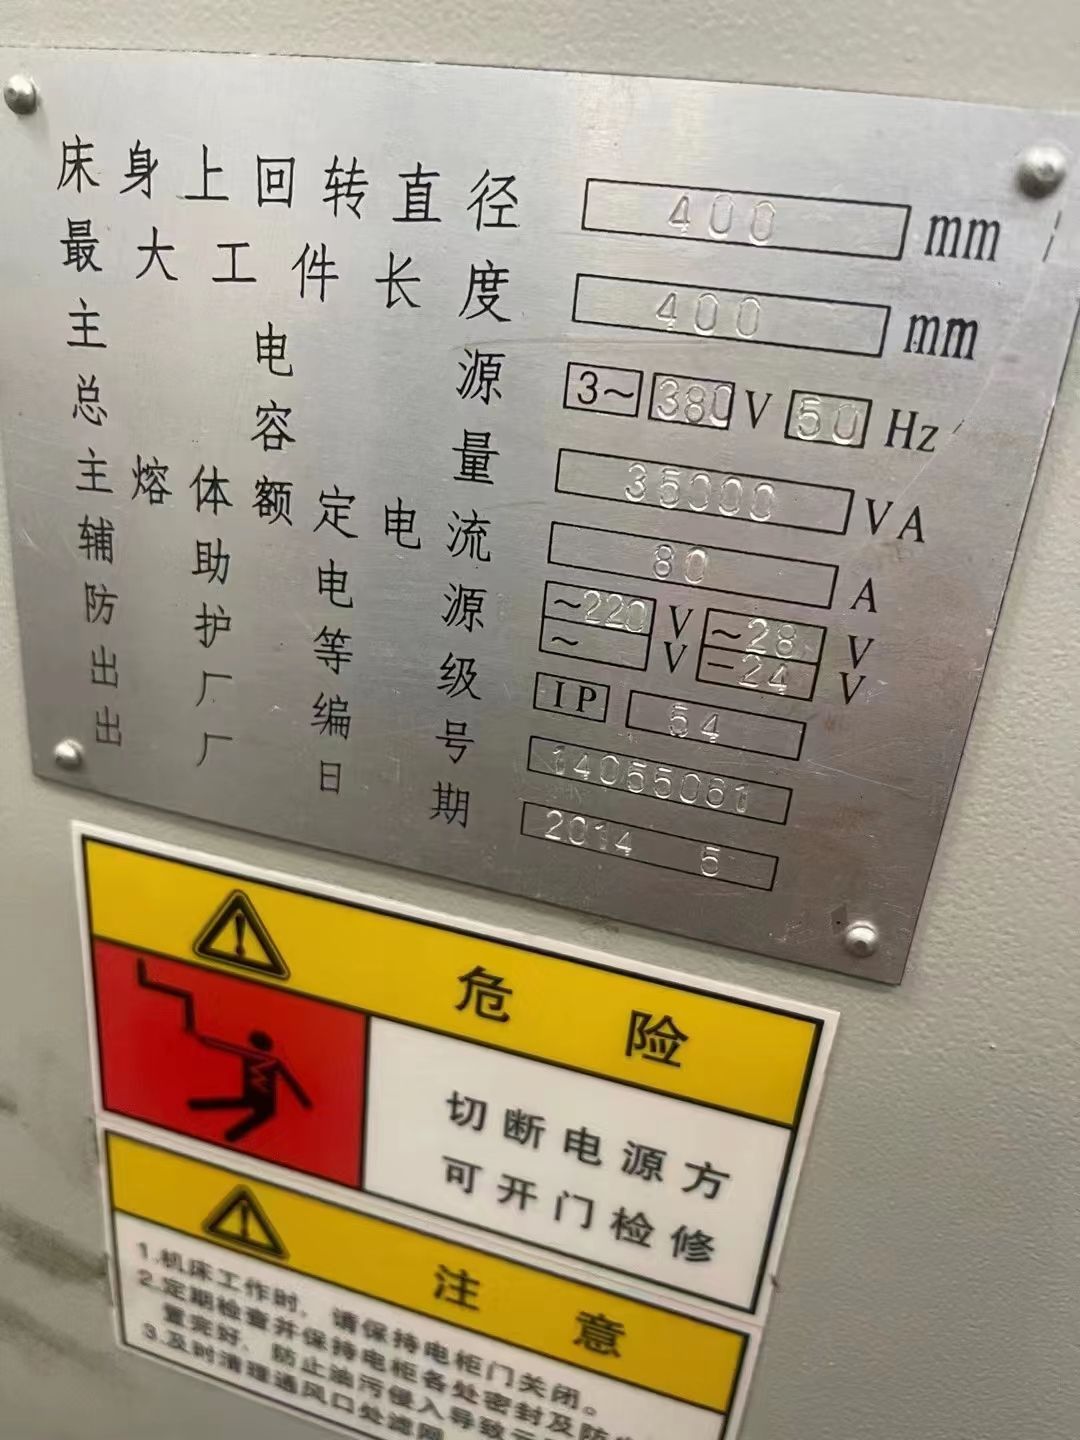 床身上回转直径 400 mm
最大工件长度 400 mm
主电源 3~ 380 V 50 Hz
总容量 35000 VA
主熔体额定电流 80 A
辅助电源 ~220 V ~28 V
~ V -24 V
防护等级 IP 54
出厂编号 14055061
出厂日期 2014 5
危险
切断电源方
可开门检修
注意
1.机床工作时，请保持电柜门关闭。
2.定期检查并保持电柜各处密封及防
置完好，防止油污侵入导致元
3.及时清理通风口处滤网